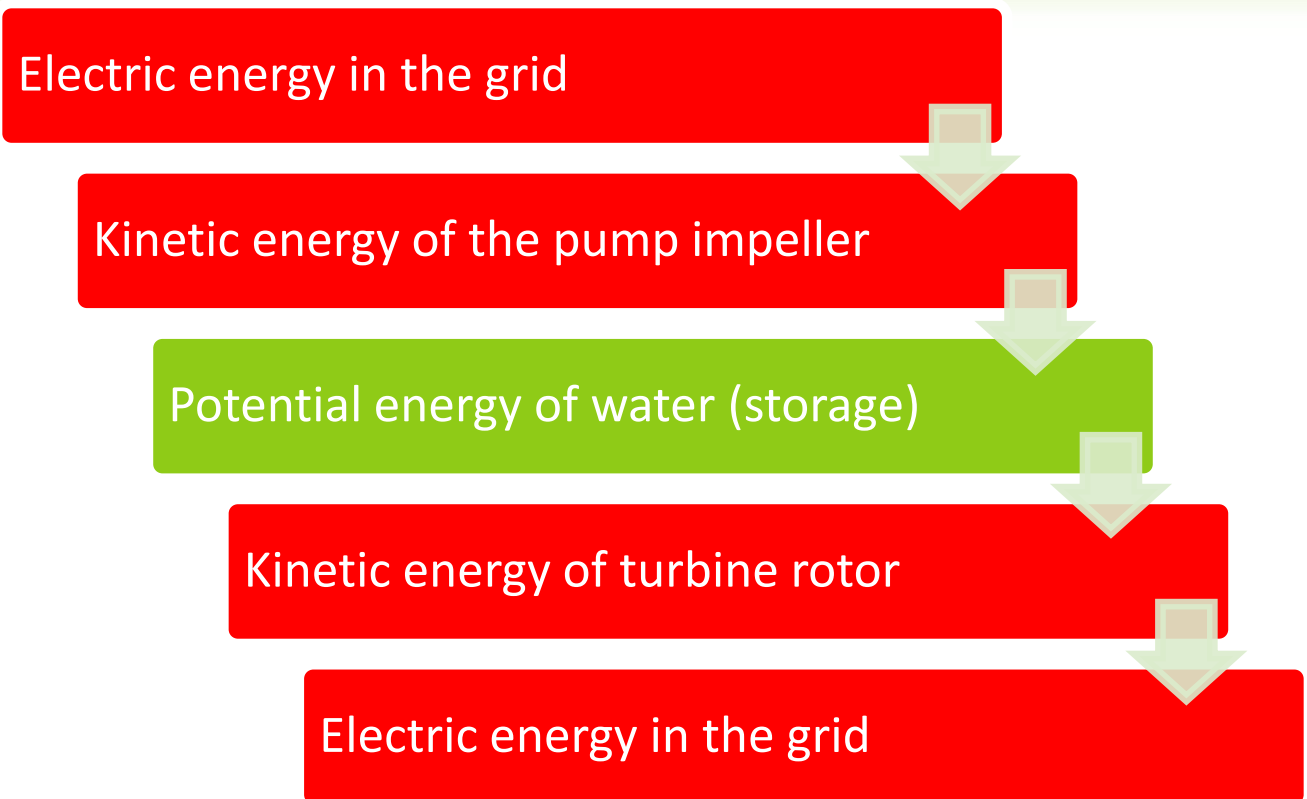 Electric energy in the grid
Kinetic energy of the pump impeller
Potential energy of water (storage)
Kinetic energy of turbine rotor
Electric energy in the grid